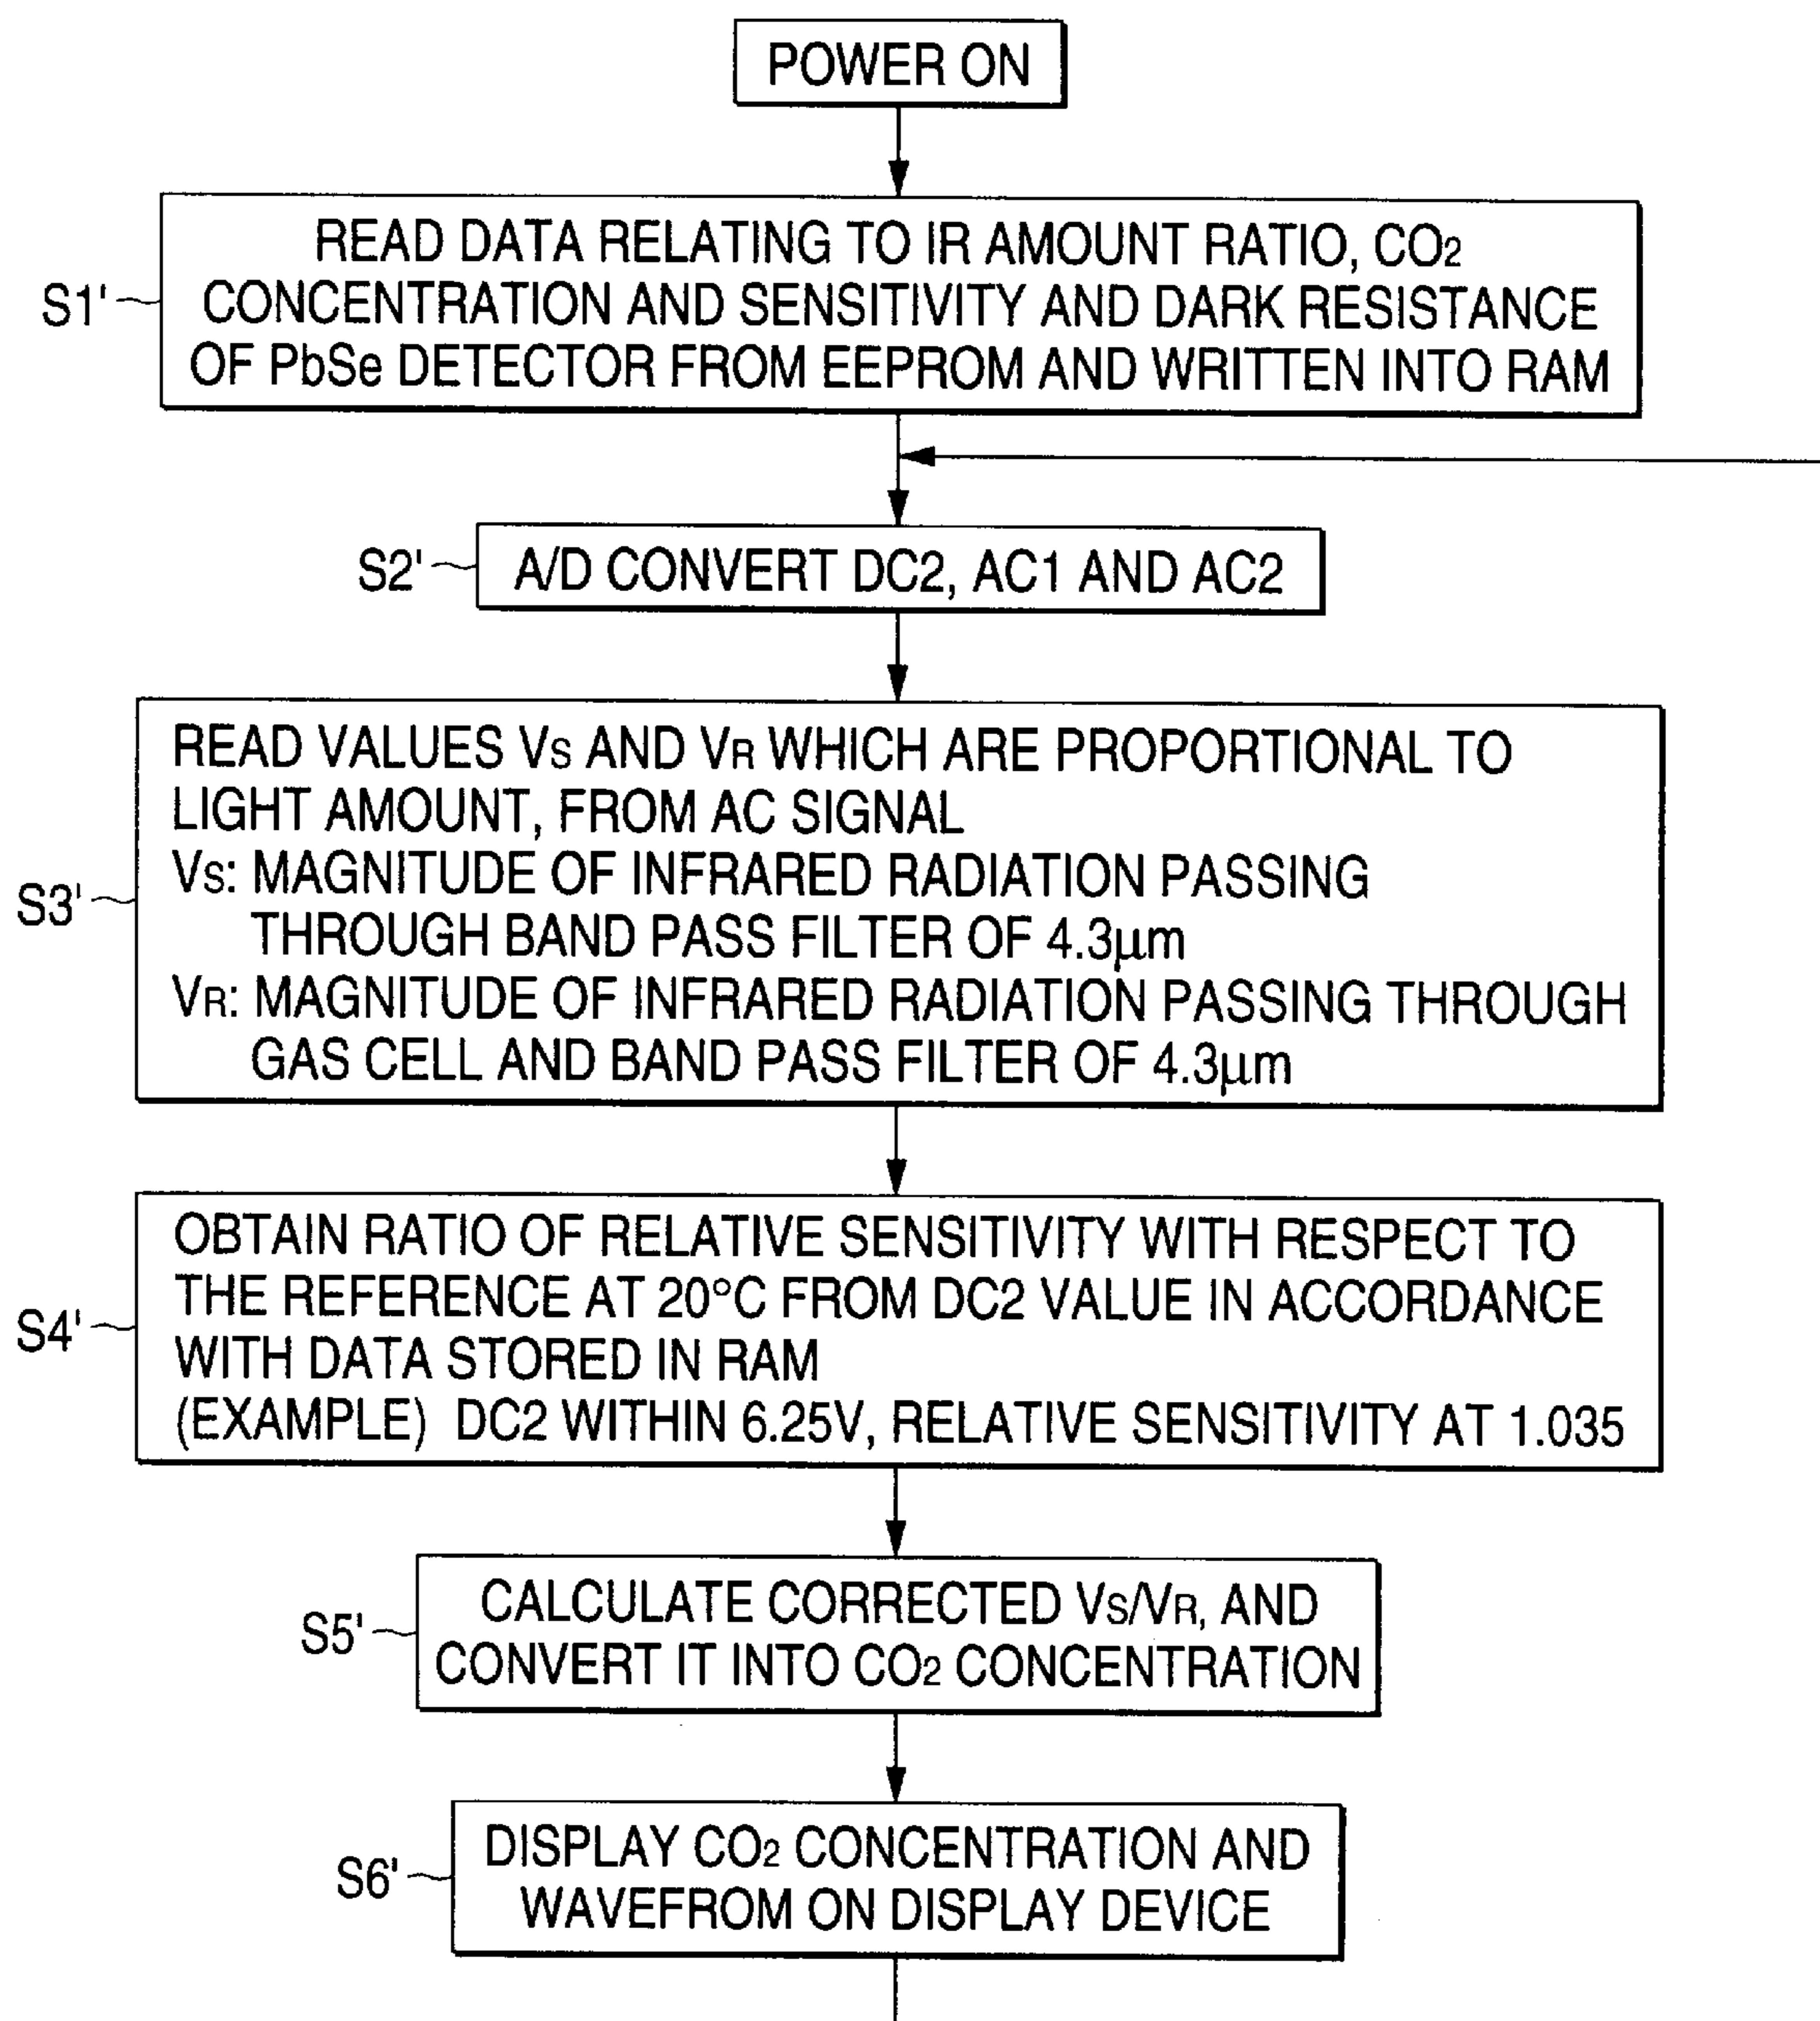 POWER ON
S1'
READ DATA RELATING TO IR AMOUNT RATIO, CO2
CONCENTRATION AND SENSITIVITY AND DARK RESISTANCE
OF PbSe DETECTOR FROM EEPROM AND WRITTEN INTO RAM
S2'
A/D CONVERT DC2, AC1 AND AC2
S3'
READ VALUES VS AND VR WHICH ARE PROPORTIONAL TO
LIGHT AMOUNT, FROM AC SIGNAL
VS: MAGNITUDE OF INFRARED RADIATION PASSING
THROUGH BAND PASS FILTER OF 4.3μm
VR: MAGNITUDE OF INFRARED RADIATION PASSING THROUGH
GAS CELL AND BAND PASS FILTER OF 4.3μm
S4'
OBTAIN RATIO OF RELATIVE SENSITIVITY WITH RESPECT TO
THE REFERENCE AT 20°C FROM DC2 VALUE IN ACCORDANCE
WITH DATA STORED IN RAM
(EXAMPLE) DC2 WITHIN 6.25V, RELATIVE SENSITIVITY AT 1.035
S5'
CALCULATE CORRECTED VS/VR, AND
CONVERT IT INTO CO2 CONCENTRATION
S6'
DISPLAY CO2 CONCENTRATION AND
WAVEFROM ON DISPLAY DEVICE